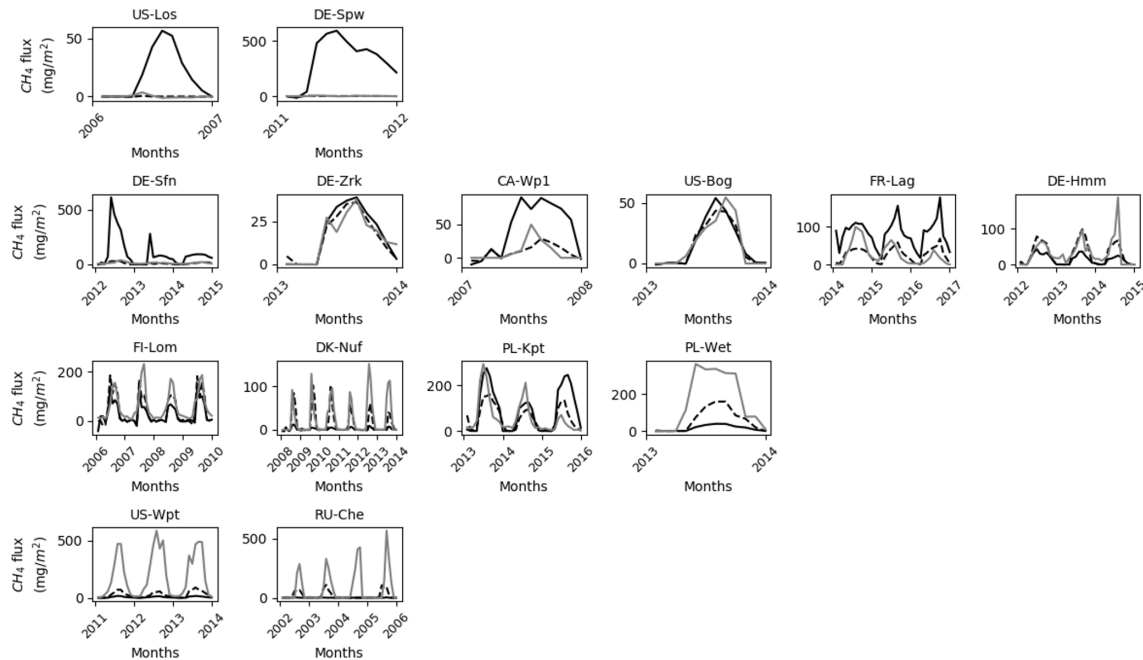 US-Los DE-Spw
CH₄ flux
(mg/m²)
50
0
500
0
2006 2007 2011 2012
Months Months
DE-Sfn DE-Zrk CA-Wp1 US-Bog FR-Lag DE-Hmm
500
0
25
0
50
0
50
0
100
0
100
0
2012 2013 2014 2015 2013 2014 2007 2008 2013 2014 2014 2015 2016 2017 2012 2013 2014 2015
Months Months Months Months Months Months
FI-Lom DK-Nuf PL-Kpt PL-Wet
CH₄ flux
(mg/m²)
200
0
100
0
200
0
200
0
2006 2007 2008 2009 2010 2008 2009 2010 2011 2012 2013 2014 2013 2014 2015 2016 2013 2014
Months Months Months Months
US-Wpt RU-Che
CH₄ flux
(mg/m²)
500
0
500
0
2011 2012 2013 2014 2002 2003 2004 2005 2006
Months Months